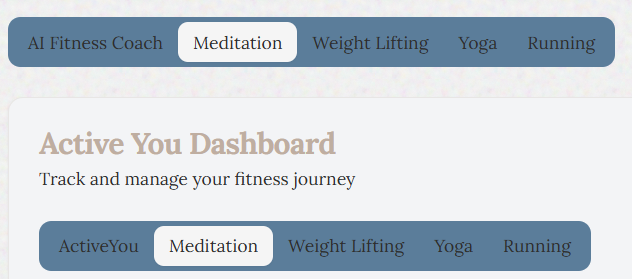 AI Fitness Coach Meditation Weight Lifting Yoga Running
Active You Dashboard
Track and manage your fitness journey
ActiveYou Meditation Weight Lifting Yoga Running